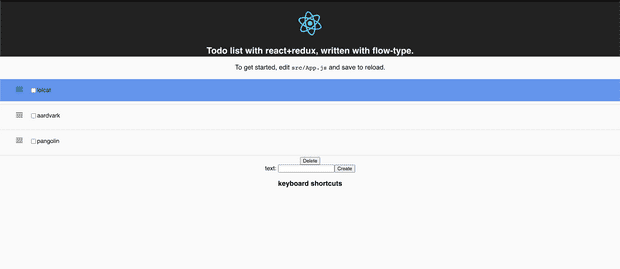 Todo list with react+redux, written with flow-type.
To get started, edit src/App.js and save to reload.
aardvark
pangolin
Delete
text: Create
keyboard shortcuts